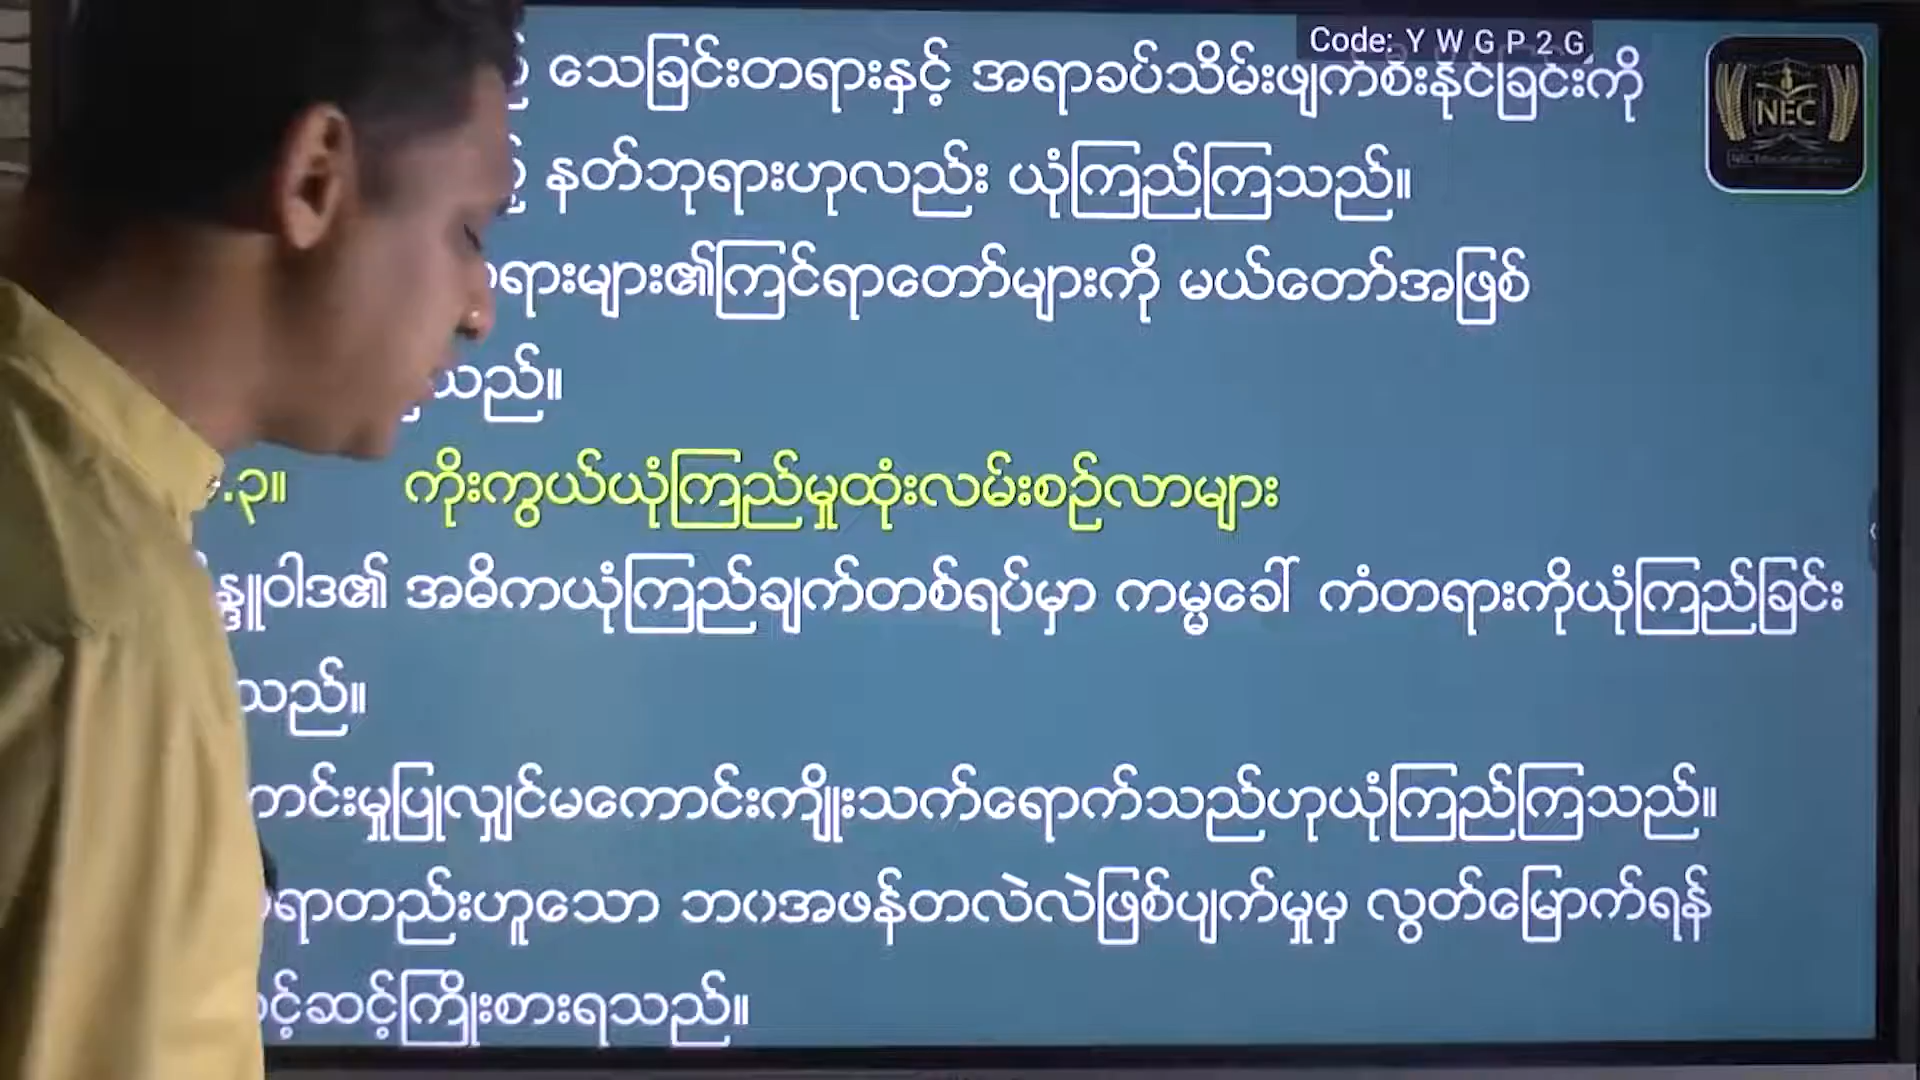 Code: Y W G P 2 G
သေခြင်းတရားနှင့် အရာခပ်သိမ်းဖျက်စီးနိုင်ခြင်းကို
NEC
နတ်ဘုရားဟုလည်း ယုံကြည်ကြသည်။
ရားများ၏ကြင်ရာတော်များကို မယ်တော်အဖြစ်
သည်။
.၃။ ကိုးကွယ်ယုံကြည်မှုထုံးလမ်းစဉ်လာများ
န္ဒူဝါဒ၏ အဓိကယုံကြည်ချက်တစ်ရပ်မှာ ကမ္မခေါ် ကံတရားကိုယုံကြည်ခြင်း
သည်။
ကင်းမှုပြုလျှင်မကောင်းကျိုးသက်ရောက်သည်ဟုယုံကြည်ကြသည်။
ရာတည်းဟူသော ဘဝအဖန်တလဲလဲဖြစ်ပျက်မှုမှ လွတ်မြောက်ရန်
င့်ဆင့်ကြိုးစားရသည်။